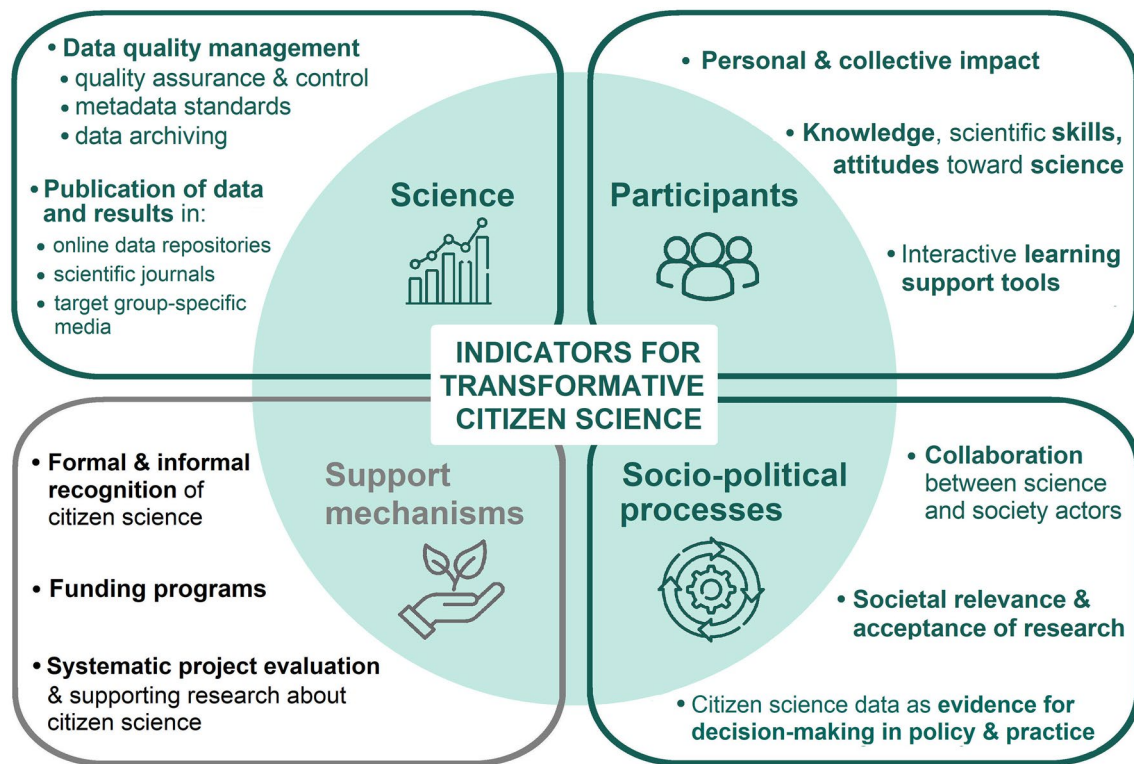 • Data quality management
• quality assurance & control
• metadata standards
• data archiving
• Publication of data
and results in:
• online data repositories
• scientific journals
• target group-specific
media
Science
• Personal & collective impact
• Knowledge, scientific skills,
attitudes toward science
• Interactive learning
support tools
Participants
INDICATORS FOR
TRANSFORMATIVE
CITIZEN SCIENCE
• Formal & informal
recognition of
citizen science
• Funding programs
• Systematic project evaluation
& supporting research about
citizen science
Support
mechanisms
Socio-political
processes
• Collaboration
between science
and society actors
• Societal relevance &
acceptance of research
• Citizen science data as evidence for
decision-making in policy & practice